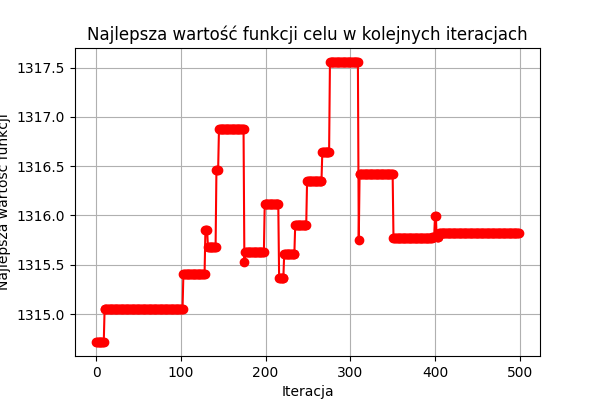 Najlepsza wartość funkcji celu w kolejnych iteracjach
Najlepsza wartość funkcji
1317.5
1317.0
1316.5
1316.0
1315.5
1315.0
0 100 200 300 400 500
Iteracja